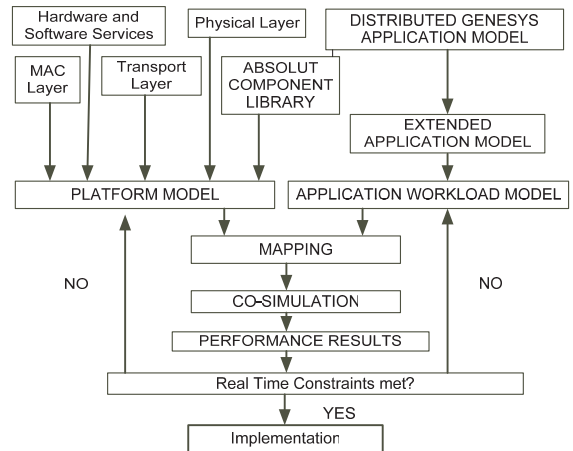 Hardware and
Software Services
Physical Layer
DISTRIBUTED GENESYS
APPLICATION MODEL
MAC
Layer
Transport
Layer
ABSOLUT
COMPONENT
LIBRARY
EXTENDED
APPLICATION MODEL
PLATFORM MODEL
APPLICATION WORKLOAD MODEL
MAPPING
NO
NO
CO-SIMULATION
PERFORMANCE RESULTS
Real Time Constraints met?
YES
Implementation